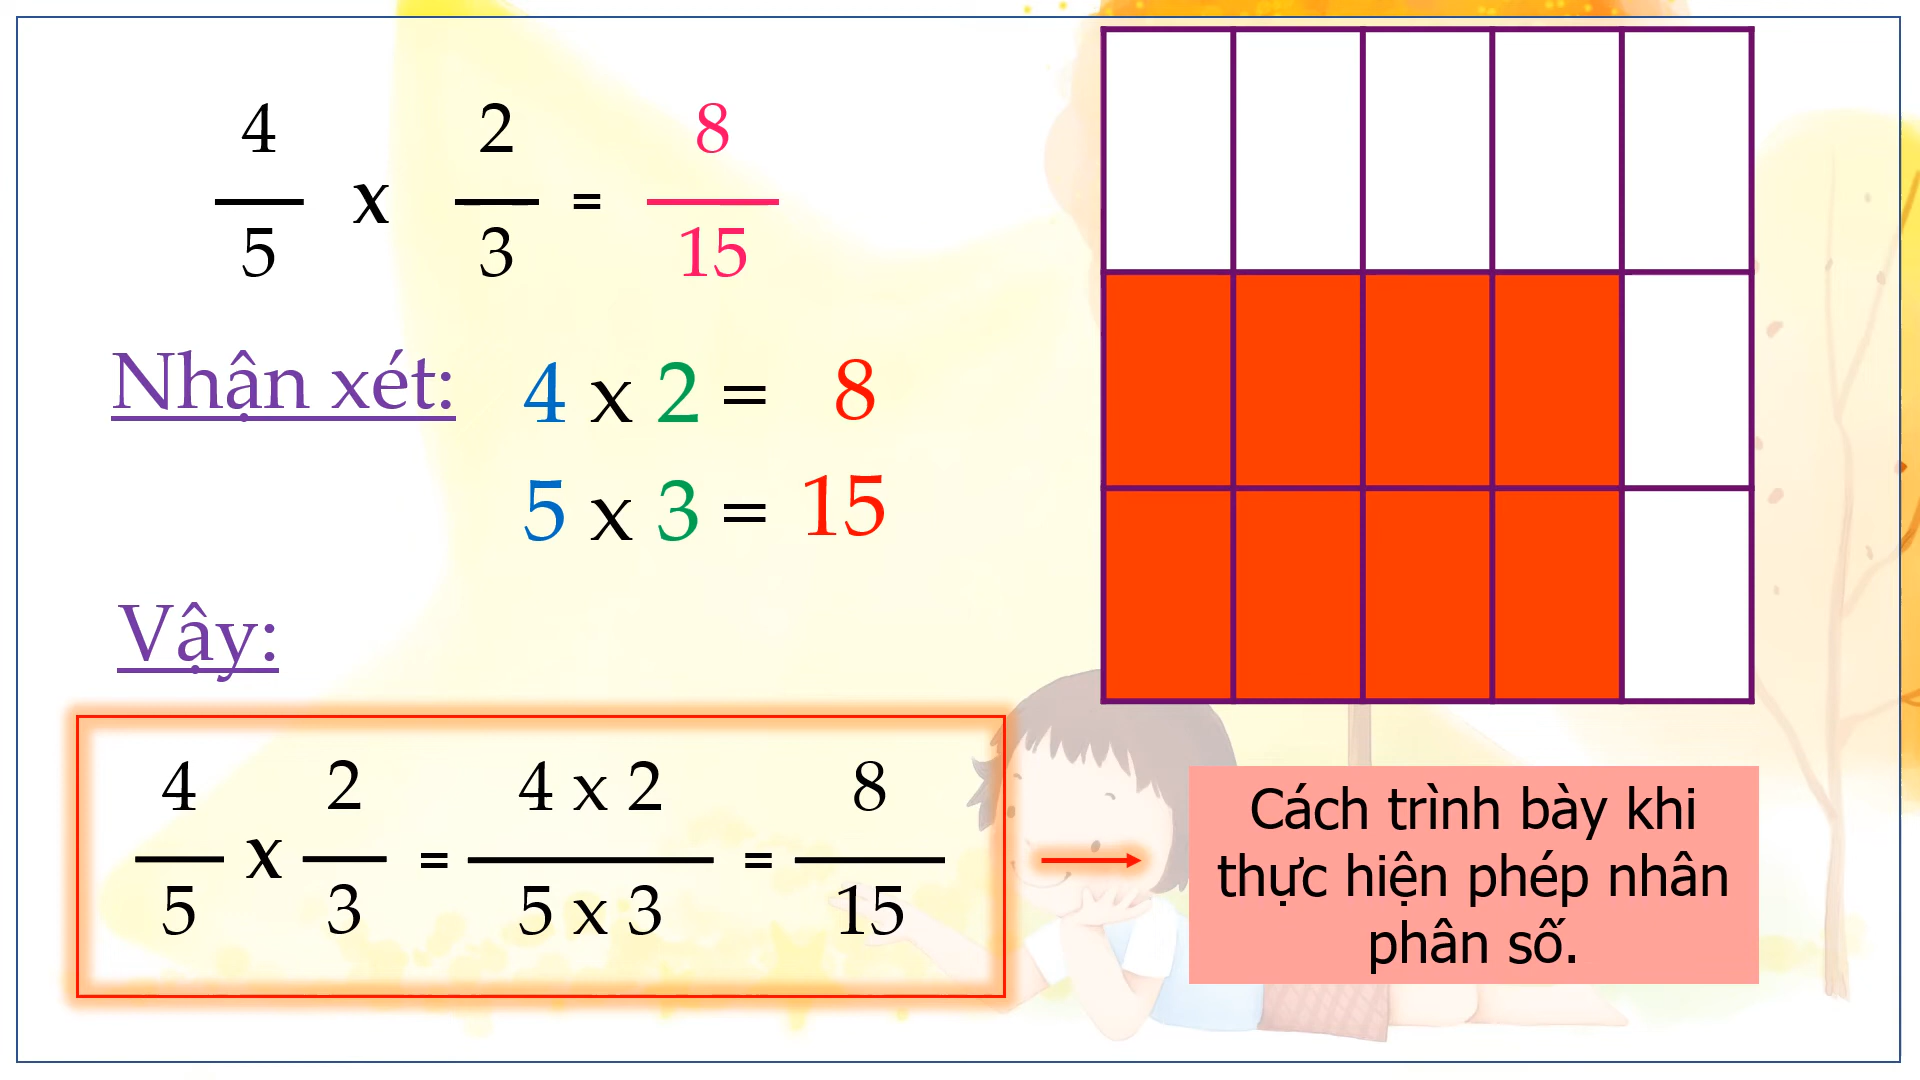 4/5 x 2/3 = 8/15
Nhận xét: 4 x 2 = 8
5 x 3 = 15
Vậy:
4/5 x 2/3 = 4 x 2/5 x 3 = 8/15
Cách trình bày khi
thực hiện phép nhân
phân số.